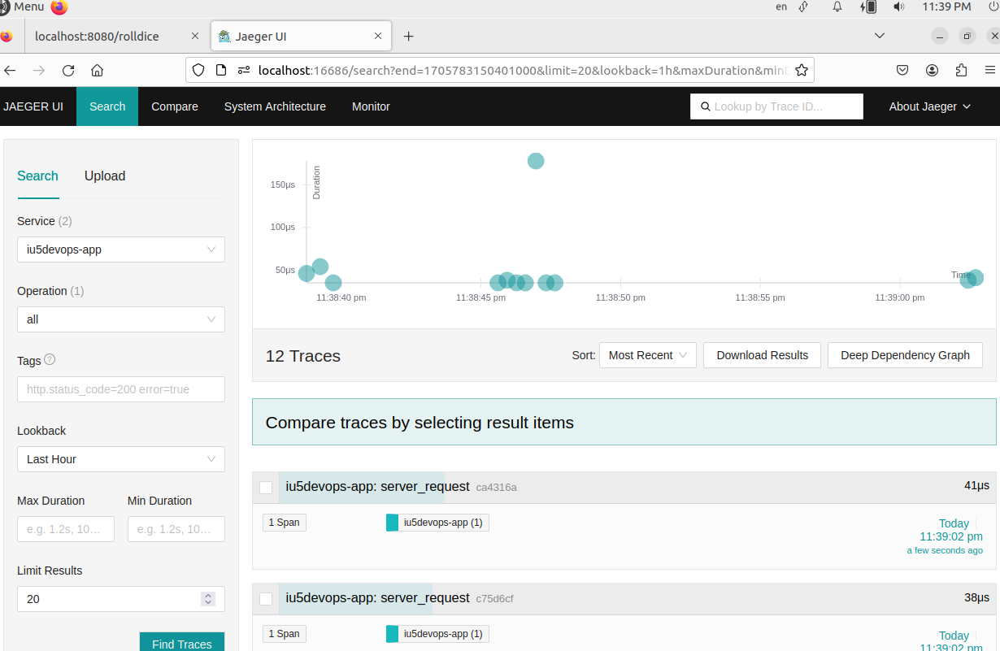 Menu
en
11:39 PM
localhost:8080/rolldice
Jaeger UI
localhost:16686/search?end=1705783150401000&limit=20&lookback=1h&maxDuration&minD
JAEGER UI
Search
Compare
System Architecture
Monitor
Lookup by Trace ID...
About Jaeger
Search
Upload
Service (2)
iu5devops-app
Operation (1)
all
Tags
http.status_code=200 error=true
Lookback
Last Hour
Max Duration
Min Duration
e.g. 1.2s, 10...
e.g. 1.2s, 10...
Limit Results
20
Find Traces
Duration
150μs
100μs
50μs
Time
11:38:40 pm
11:38:45 pm
11:38:50 pm
11:38:55 pm
11:39:00 pm
12 Traces
Sort:
Most Recent
Download Results
Deep Dependency Graph
Compare traces by selecting result items
iu5devops-app: server_request ca4316a
41μs
1 Span
iu5devops-app (1)
Today
11:39:02 pm
a few seconds ago
iu5devops-app: server_request c75d6cf
38μs
1 Span
iu5devops-app (1)
Today
11:39:02 pm